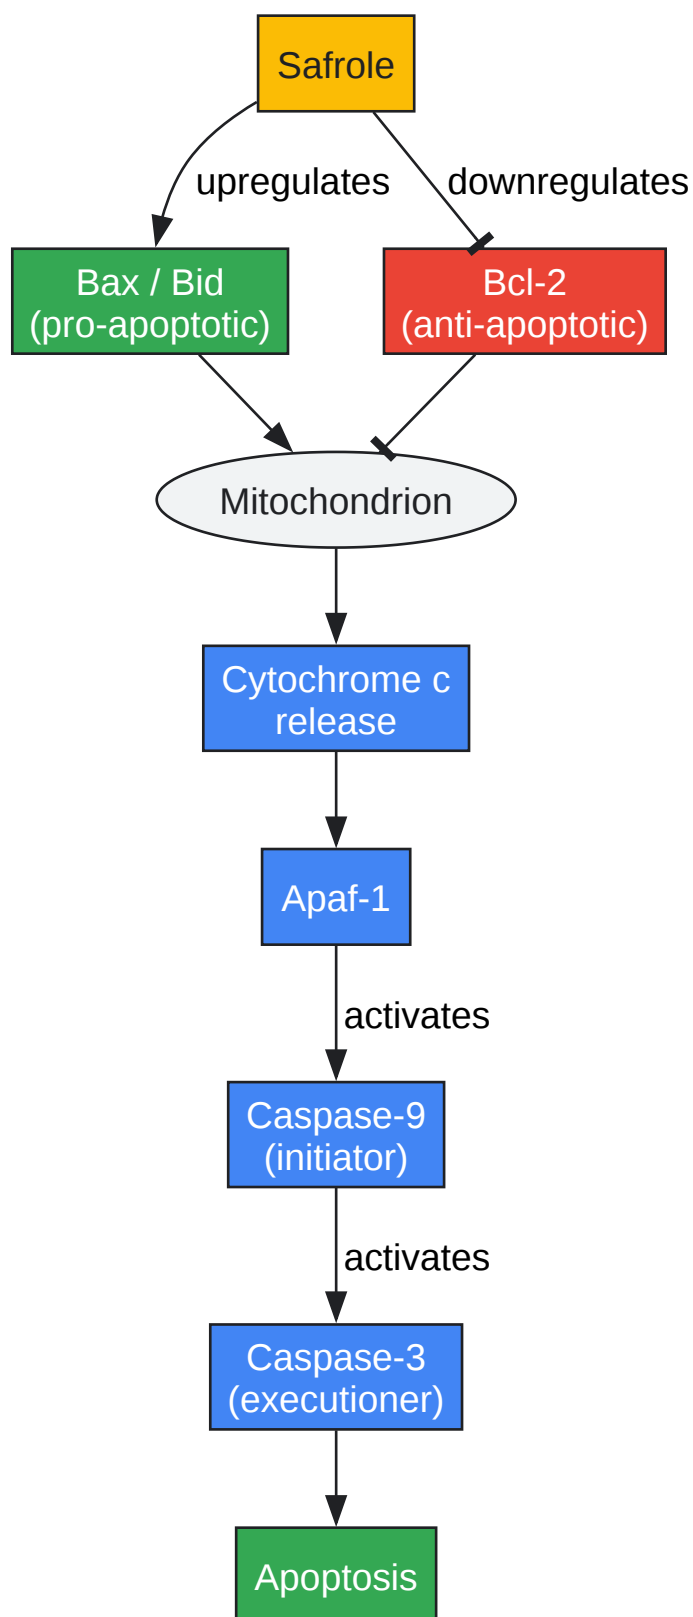 Safrole
upregulates
downregulates
Bax / Bid
(pro-apoptotic)
Bcl-2
(anti-apoptotic)
Mitochondrion
Cytochrome c
release
Apaf-1
activates
Caspase-9
(initiator)
activates
Caspase-3
(executioner)
Apoptosis